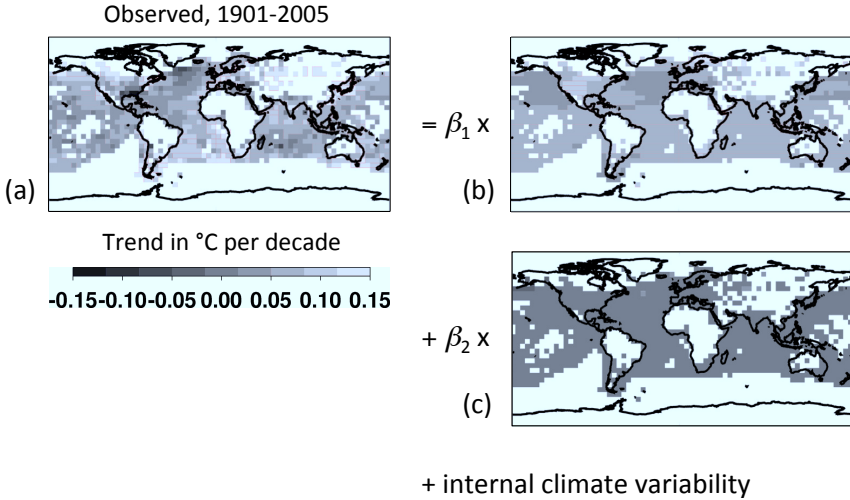 Observed, 1901-2005
(a)
= β₁ x
(b)
Trend in °C per decade
-0.15-0.10-0.05 0.00 0.05 0.10 0.15
+ β₂ x
(c)
+ internal climate variability